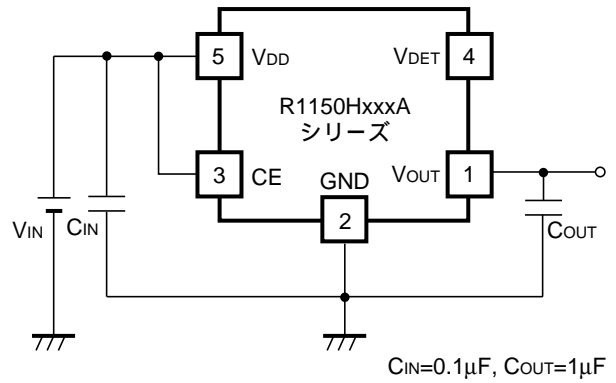 5 VDD VDET 4
R1150HxxxA
シリーズ
3 CE GND VOUT 1
2
VIN CIN COUT
CIN=0.1μF, COUT=1μF